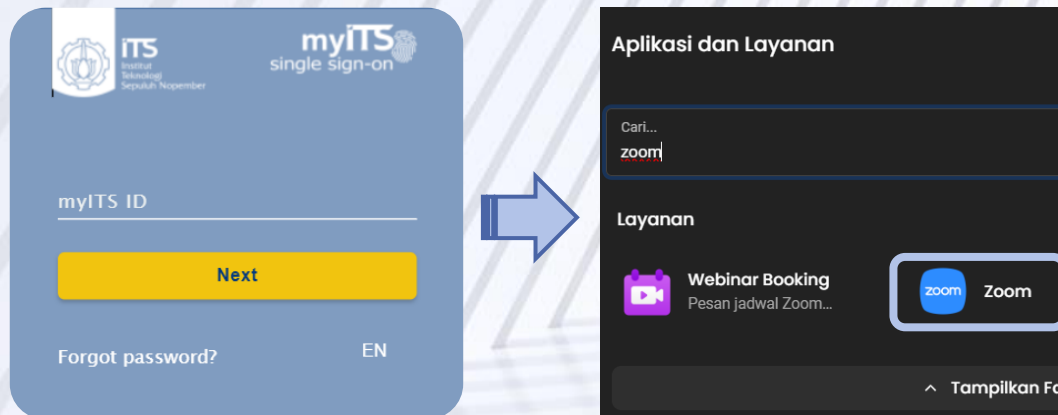 iTS
Institut
Teknologi
Sepuluh Nopember
myiTS
single sign-on
myITS ID
Next
Forgot password?
EN
Aplikasi dan Layanan
Cari...
zoom
Layanan
Webinar Booking
Pesan jadwal Zoom...
zoom
Zoom
Tampilkan Fa